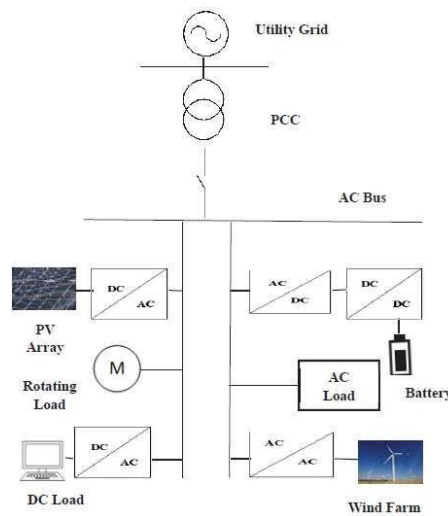 Utility Grid
PCC
AC Bus
DC
AC
AC
DC
DC
DC
PV
Array
M
Rotating
Load
AC
Load
Battery
DC
AC
AC
AC
DC Load
Wind Farm